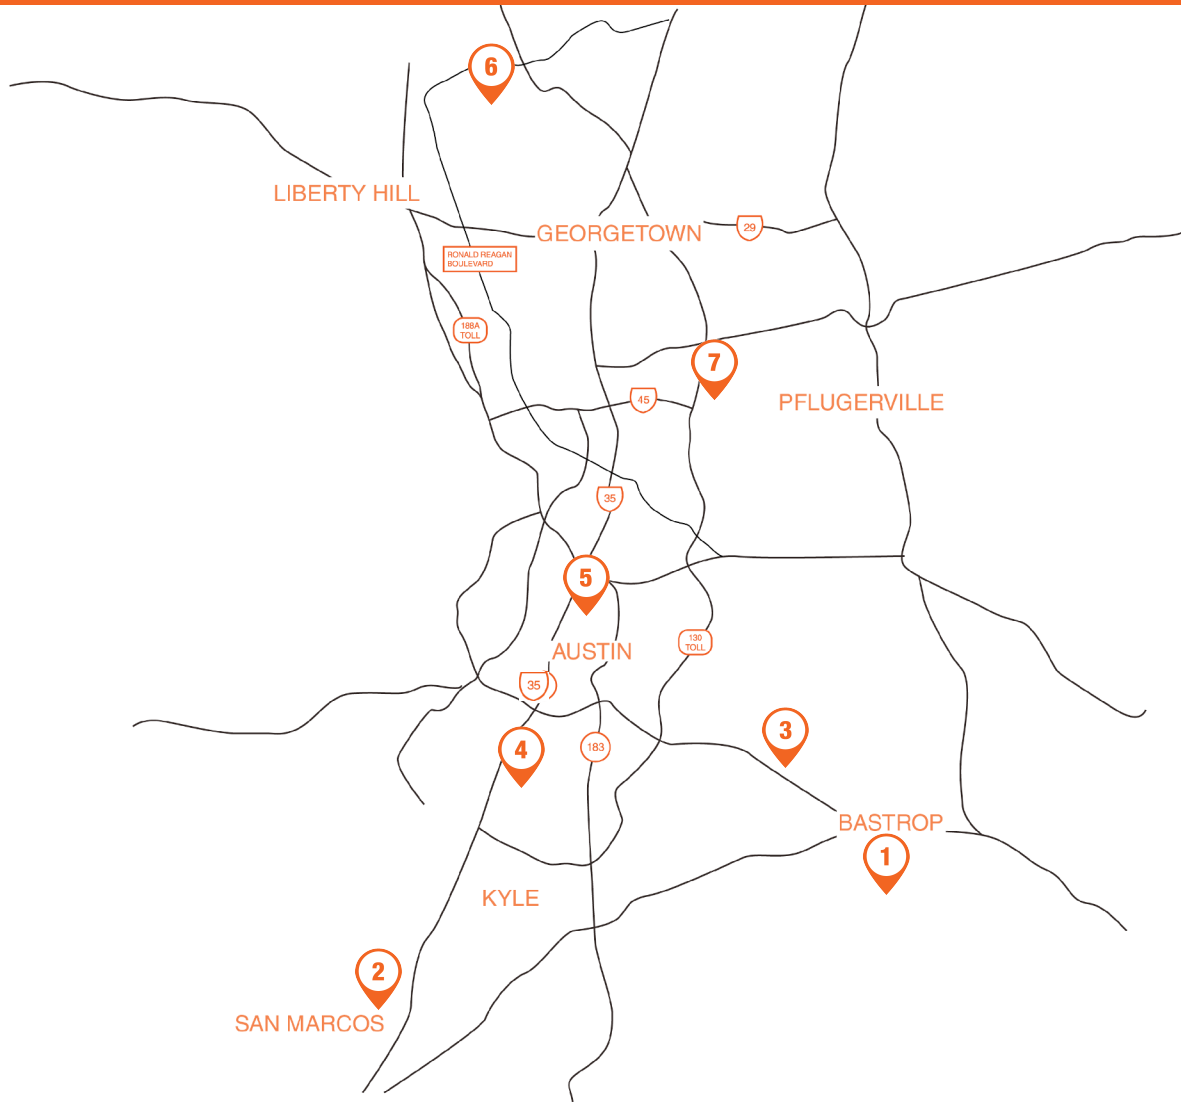 6
LIBERTY HILL
GEORGETOWN
29
RONALD REAGAN
BOULEVARD
188A
TOLL
7
45
PFLUGERVILLE
35
5
130
TOLL
AUSTIN
35
3
4
183
BASTROP
1
KYLE
2
SAN MARCOS